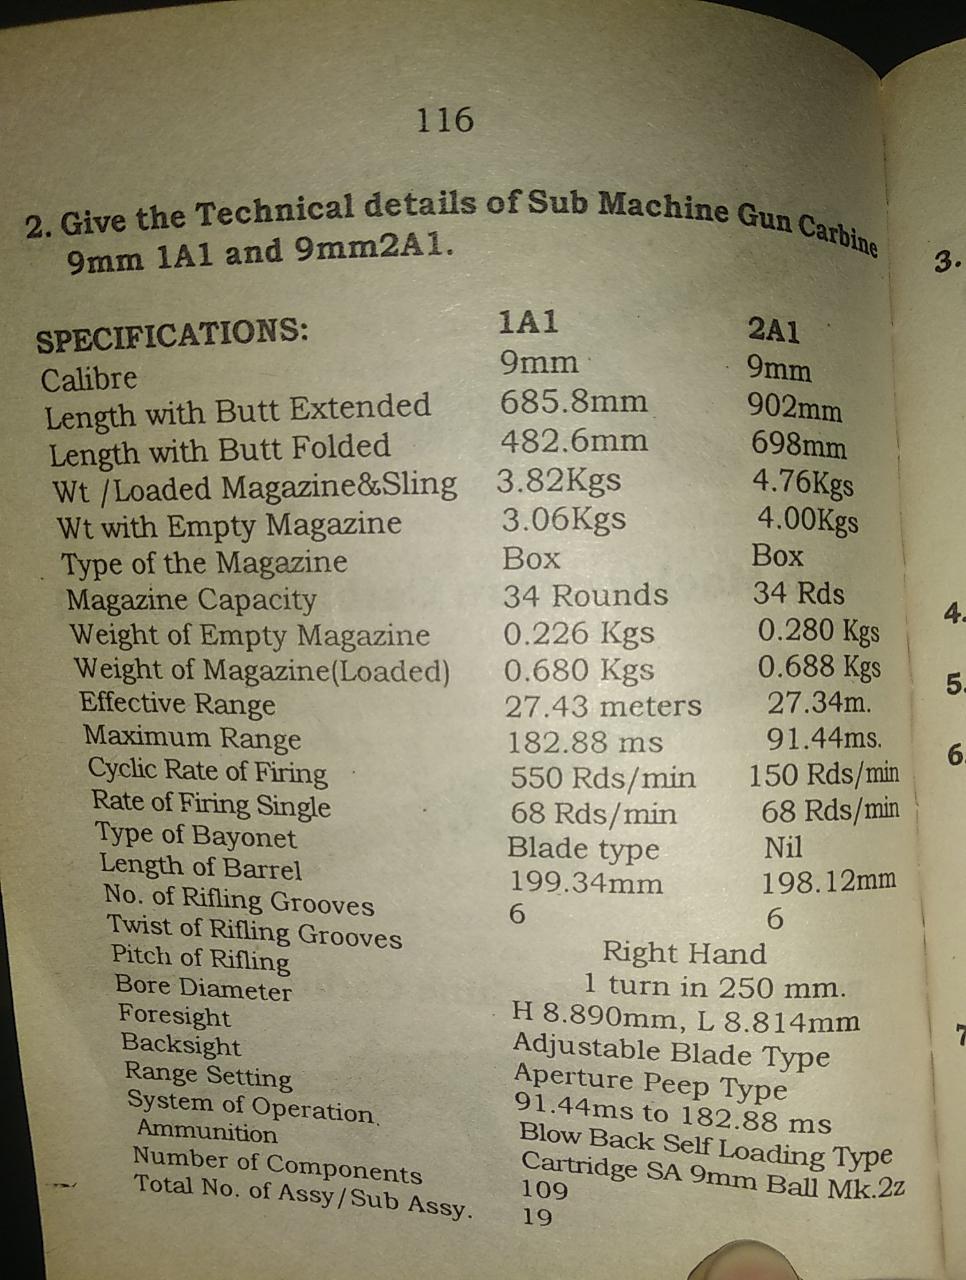 116
2. Give the Technical details of Sub Machine Gun Carbine
9mm 1A1 and 9mm2A1.
SPECIFICATIONS: 1A1 2A1
Calibre 9mm 9mm
Length with Butt Extended 685.8mm 902mm
Length with Butt Folded 482.6mm 698mm
Wt /Loaded Magazine&Sling 3.82Kgs 4.76Kgs
Wt with Empty Magazine 3.06Kgs 4.00Kgs
Type of the Magazine Box Box
Magazine Capacity 34 Rounds 34 Rds
Weight of Empty Magazine 0.226 Kgs 0.280 Kgs
Weight of Magazine(Loaded) 0.680 Kgs 0.688 Kgs
Effective Range 27.43 meters 27.34m.
Maximum Range 182.88 ms 91.44ms.
Cyclic Rate of Firing 550 Rds/min 150 Rds/min
Rate of Firing Single 68 Rds/min 68 Rds/min
Type of Bayonet Blade type Nil
Length of Barrel 199.34mm 198.12mm
No. of Rifling Grooves 6 6
Twist of Rifling Grooves Right Hand
Pitch of Rifling 1 turn in 250 mm.
Bore Diameter H 8.890mm, L 8.814mm
Foresight Adjustable Blade Type
Backsight Aperture Peep Type
Range Setting 91.44ms to 182.88 ms
System of Operation Blow Back Self Loading Type
Ammunition Cartridge SA 9mm Ball Mk.2z
Number of Components 109
Total No. of Assy/Sub Assy. 19
3.
4.
5.
6.
7